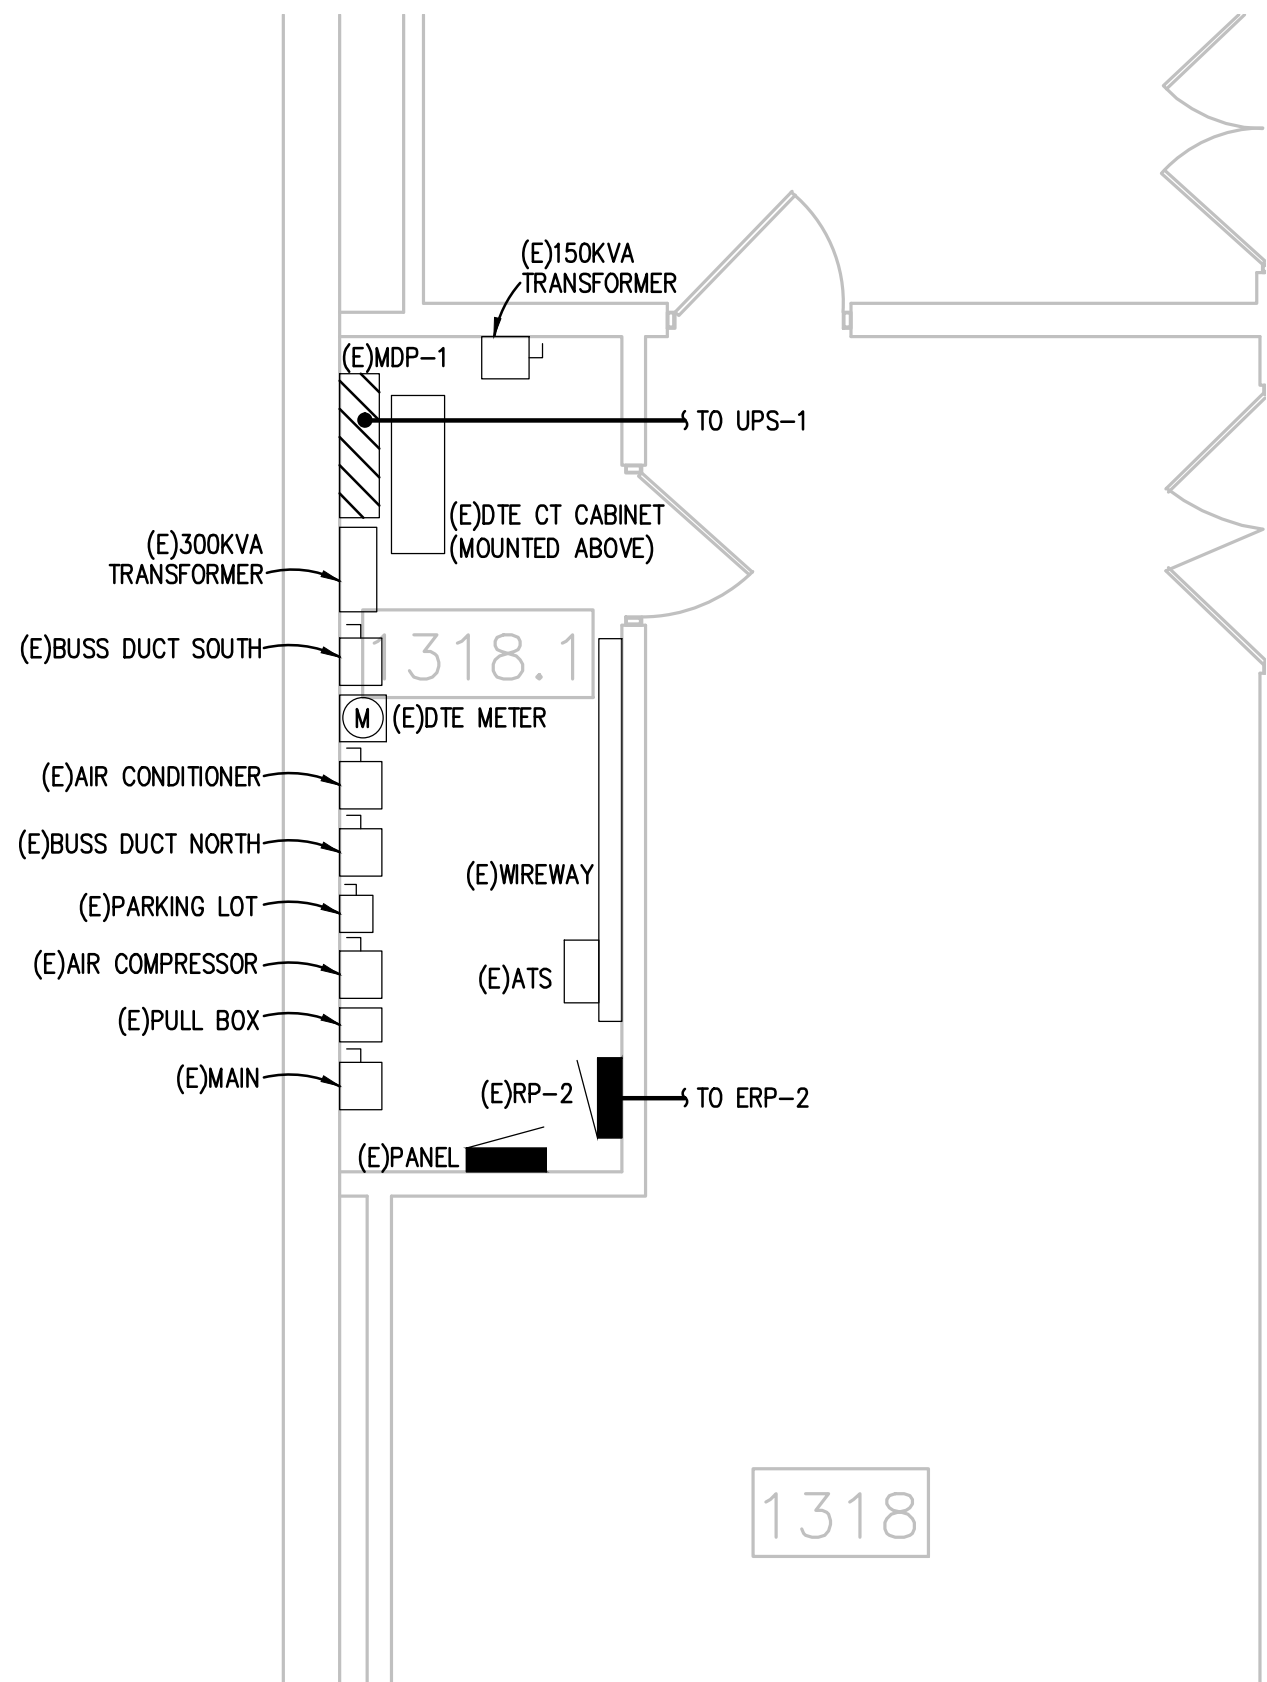 (E)150KVA
TRANSFORMER
(E)MDP-1
TO UPS-1
(E)DTE CT CABINET
(MOUNTED ABOVE)
(E)300KVA
TRANSFORMER
1318.1
(E)BUSS DUCT SOUTH
M
(E)DTE METER
(E)AIR CONDITIONER
(E)BUSS DUCT NORTH
(E)WIREWAY
(E)PARKING LOT
(E)AIR COMPRESSOR
(E)ATS
(E)PULL BOX
(E)MAIN
(E)RP-2
TO ERP-2
(E)PANEL
1318